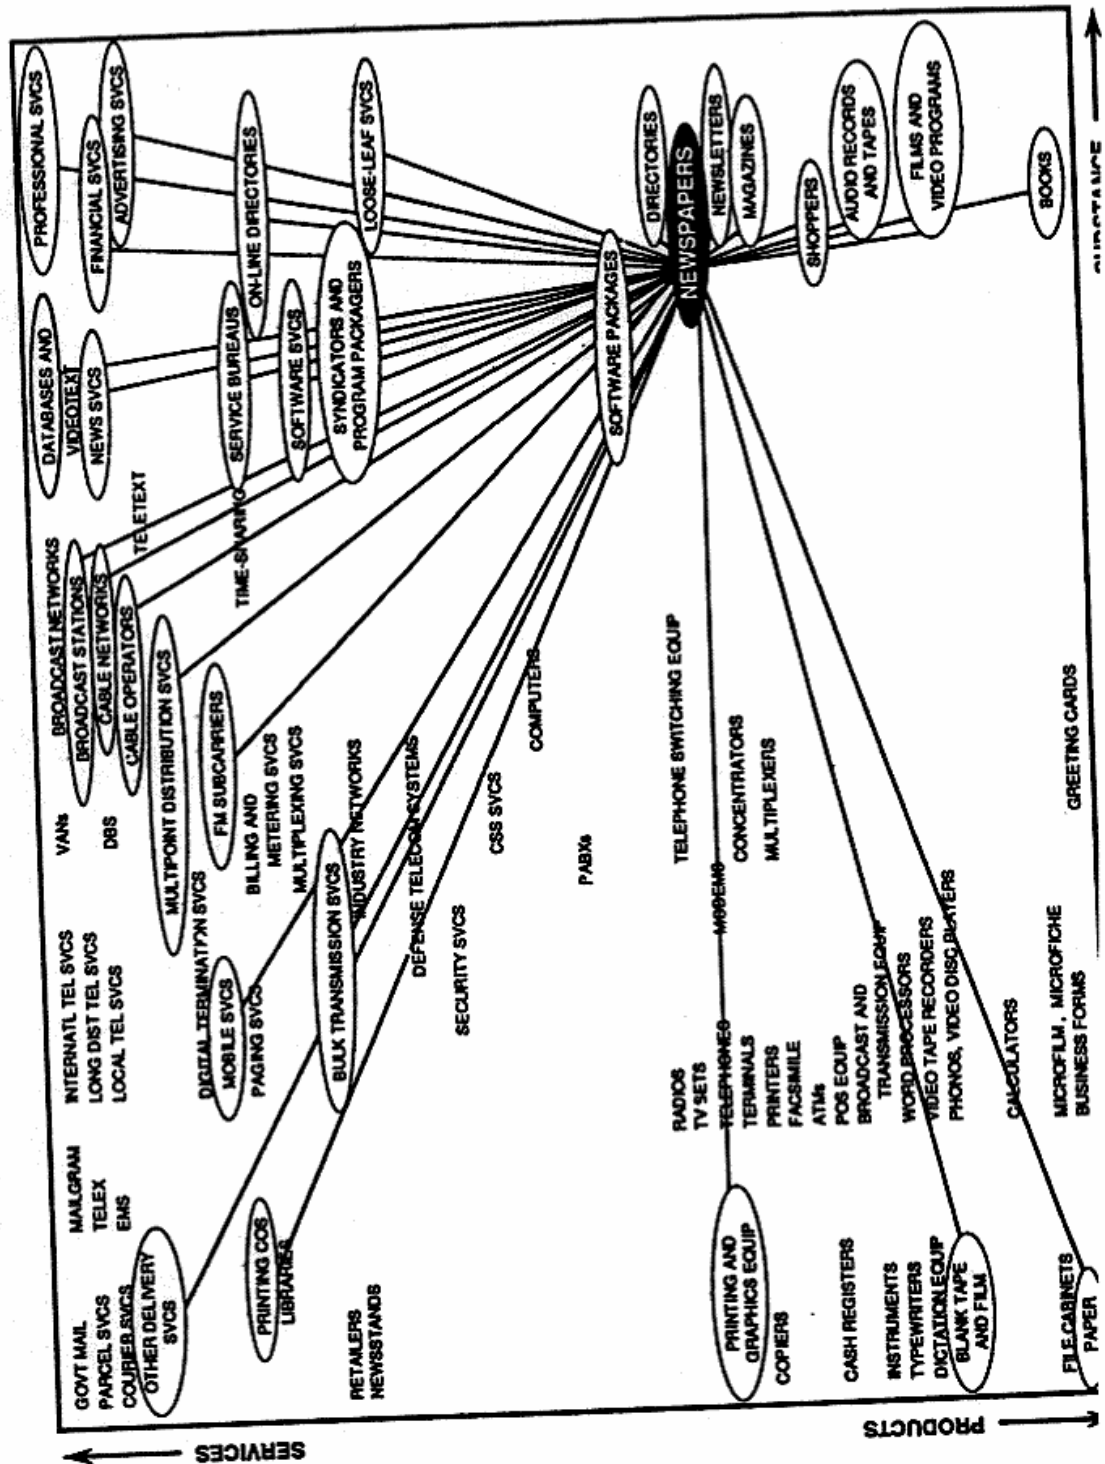 GOVT MAIL
PARCEL SVCS
COURIER SVCS
OTHER DELIVERY
SVCS
MAILGRAM
TELEX
EMS
INTERNATL TEL SVCS
LONG DIST TEL SVCS
LOCAL TEL SVCS
VANs
DBS
BROADCAST NETWORKS
BROADCAST STATIONS
CABLE NETWORKS
CABLE OPERATORS
TELETEXT
MULTIPOINT DISTRIBUTION SVCS
DATABASES AND
VIDEOTEXT
NEWS SVCS
PROFESSIONAL SVCS
FINANCIAL SVCS
ADVERTISING SVCS
PRINTING COS
LIBRARIES
RETAILERS
NEWSSTANDS
DIGITAL TERMINATION SVCS
MOBILE SVCS
PAGING SVCS
FM SUBCARRIERS
BILLING AND
METERING SVCS
MULTIPLEXING SVCS
TIME-SHARING
SERVICE BUREAUS
ON-LINE DIRECTORIES
SOFTWARE SVCS
SYNDICATORS AND
PROGRAM PACKAGERS
LOOSE-LEAF SVCS
BULK TRANSMISSION SVCS
INDUSTRY NETWORKS
DEFENSE TELECOM SYSTEMS
SECURITY SVCS
CSS SVCS
COMPUTERS
PABXs
SOFTWARE PACKAGES
DIRECTORIES
NEWSPAPERS
NEWSLETTERS
MAGAZINES
SHOPPERS
AUDIO RECORDS
AND TAPES
FILMS AND
VIDEO PROGRAMS
BOOKS
TELEPHONE SWITCHING EQUIP
MODEMS
CONCENTRATORS
MULTIPLEXERS
RADIOS
TV SETS
TELEPHONES
TERMINALS
PRINTERS
FACSIMILE
ATMs
POS EQUIP
BROADCAST AND
TRANSMISSION EQUIP
WORD PROCESSORS
VIDEO TAPE RECORDERS
PHONOS, VIDEO DISC PLAYERS
CALCULATORS
MICROFILM, MICROFICHE
BUSINESS FORMS
GREETING CARDS
PRINTING AND
GRAPHICS EQUIP
COPIERS
CASH REGISTERS
INSTRUMENTS
TYPEWRITERS
DICTATION EQUIP
BLANK TAPE
AND FILM
FILE CABINETS
PAPER
SERVICES
PRODUCTS
SUBSTANCE